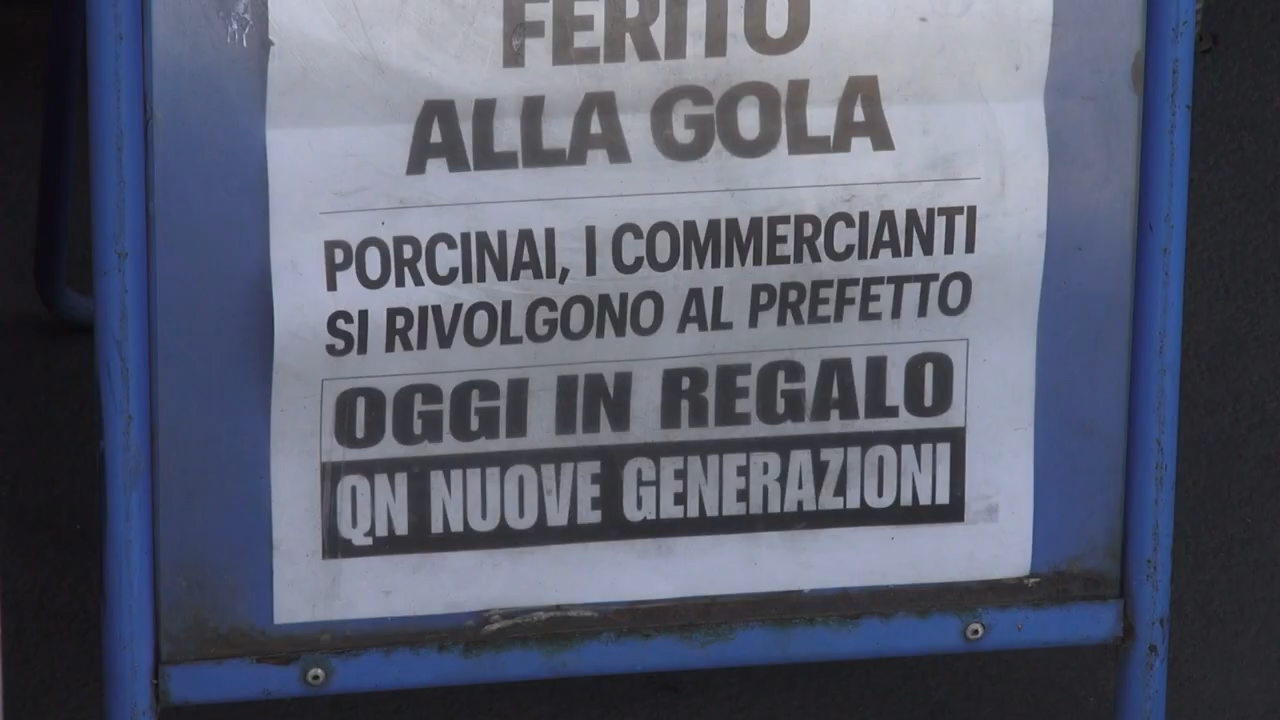 FERITO
ALLA GOLA
PORCINAI, I COMMERCIANTI
SI RIVOLGONO AL PREFETTO
OGGI IN REGALO
QN NUOVE GENERAZIONI